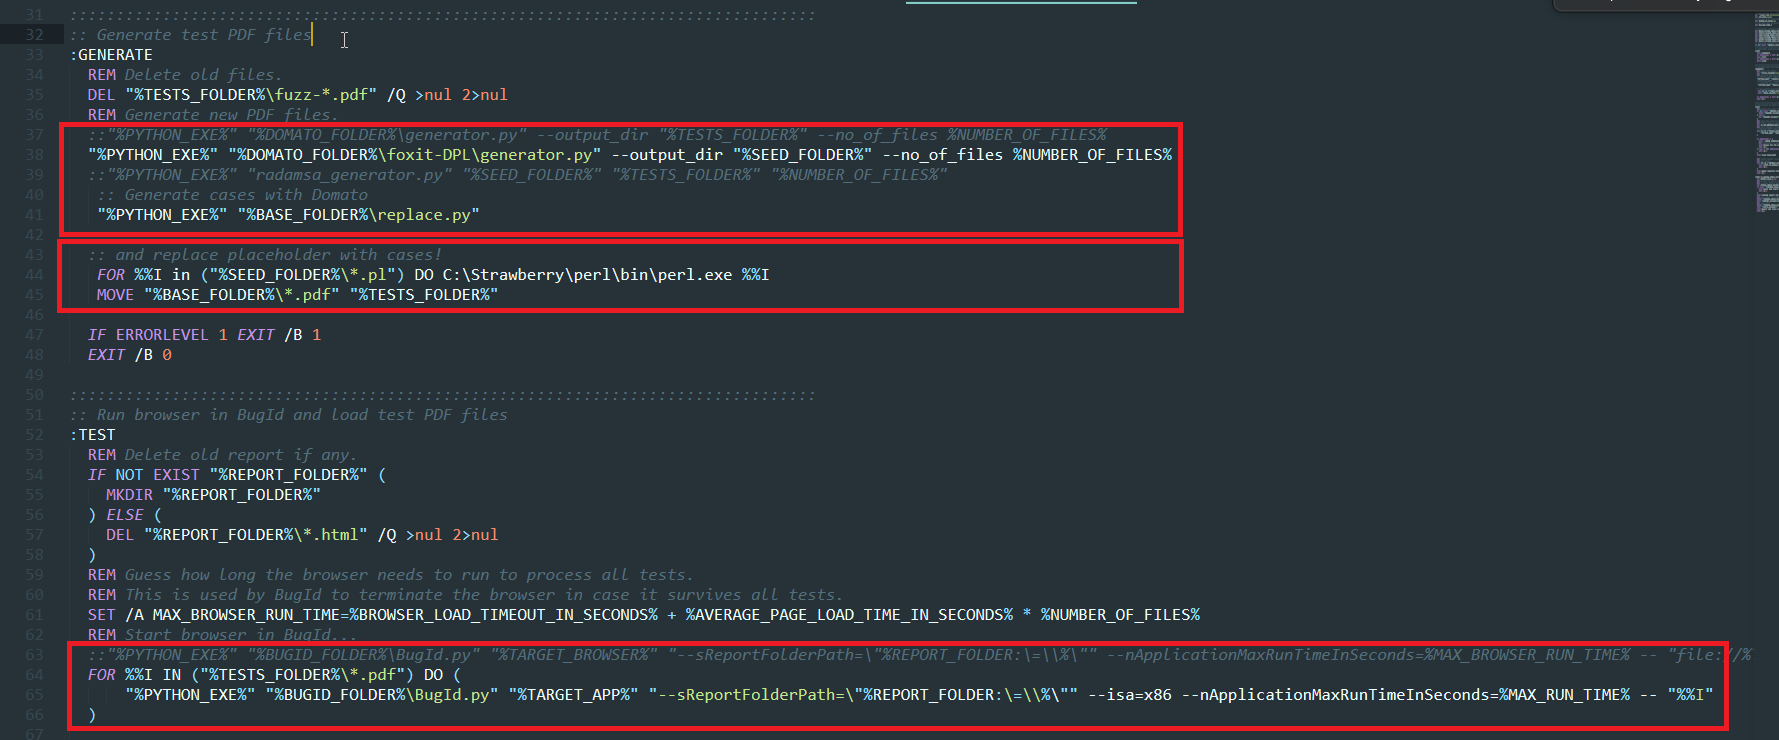 31 :::::::::::::::::::::::::::::::::::::::::::::::::::::::::::::::::::::::::::::::
32 :: Generate test PDF files
33 :GENERATE
34 REM Delete old files.
35 DEL "%TESTS_FOLDER%\fuzz-*.pdf" /Q >nul 2>nul
36 REM Generate new PDF files.
37 ::"%PYTHON_EXE%" "%DOMATO_FOLDER%\generator.py" --output_dir "%TESTS_FOLDER%" --no_of_files %NUMBER_OF_FILES%
38 "%PYTHON_EXE%" "%DOMATO_FOLDER%\foxit-DPL\generator.py" --output_dir "%SEED_FOLDER%" --no_of_files %NUMBER_OF_FILES%
39 ::"%PYTHON_EXE%" "radamsa_generator.py" "%SEED_FOLDER%" "%TESTS_FOLDER%" "%NUMBER_OF_FILES%"
40 :: Generate cases with Domato
41 "%PYTHON_EXE%" "%BASE_FOLDER%\replace.py"
42
43 :: and replace placeholder with cases!
44 FOR %%I in ("%SEED_FOLDER%\*.pl") DO C:\Strawberry\perl\bin\perl.exe %%I
45 MOVE "%BASE_FOLDER%\*.pdf" "%TESTS_FOLDER%"
46
47 IF ERRORLEVEL 1 EXIT /B 1
48 EXIT /B 0
49
50 :::::::::::::::::::::::::::::::::::::::::::::::::::::::::::::::::::::::::::::::
51 :: Run browser in BugId and load test PDF files
52 :TEST
53 REM Delete old report if any.
54 IF NOT EXIST "%REPORT_FOLDER%" (
55 MKDIR "%REPORT_FOLDER%"
56 ) ELSE (
57 DEL "%REPORT_FOLDER%\*.html" /Q >nul 2>nul
58 )
59 REM Guess how long the browser needs to run to process all tests.
60 REM This is used by BugId to terminate the browser in case it survives all tests.
61 SET /A MAX_BROWSER_RUN_TIME=%BROWSER_LOAD_TIMEOUT_IN_SECONDS% + %AVERAGE_PAGE_LOAD_TIME_IN_SECONDS% * %NUMBER_OF_FILES%
62 REM Start browser in BugId...
63 ::"%PYTHON_EXE%" "%BUGID_FOLDER%\BugId.py" "%TARGET_BROWSER%" "--sReportFolderPath=\"%REPORT_FOLDER:\=\\%\"" --nApplicationMaxRunTimeInSeconds=%MAX_BROWSER_RUN_TIME% -- "file://%
64 FOR %%I IN ("%TESTS_FOLDER%\*.pdf") DO (
65 "%PYTHON_EXE%" "%BUGID_FOLDER%\BugId.py" "%TARGET_APP%" "--sReportFolderPath=\"%REPORT_FOLDER:\=\\%\"" --isa=x86 --nApplicationMaxRunTimeInSeconds=%MAX_RUN_TIME% -- "%%I"
66 )
67